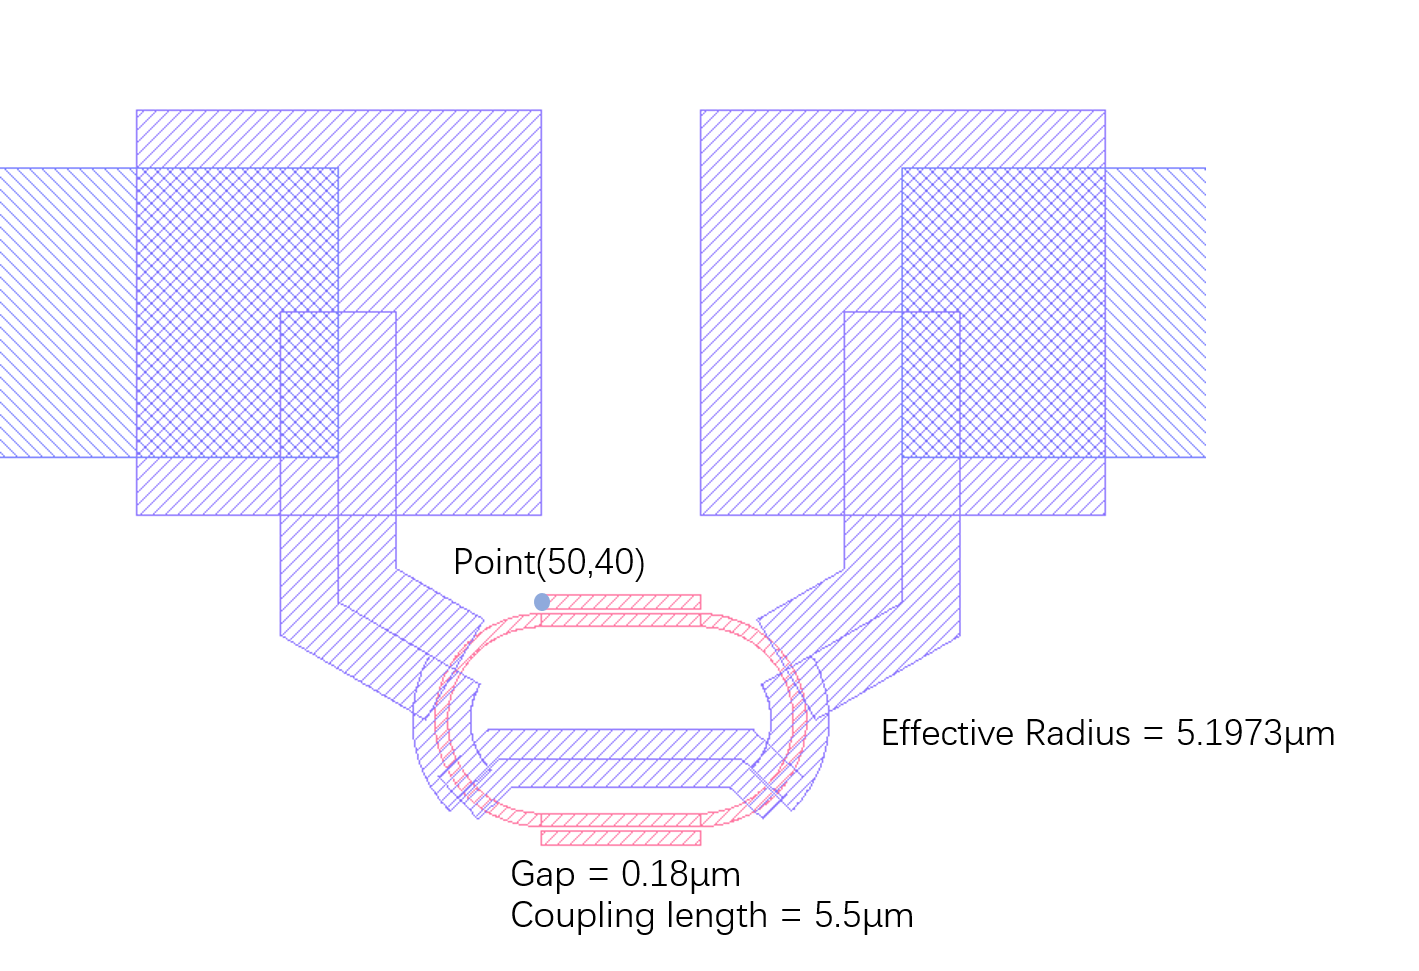 Point(50,40)
Effective Radius = 5.1973μm
Gap = 0.18μm
Coupling length = 5.5μm